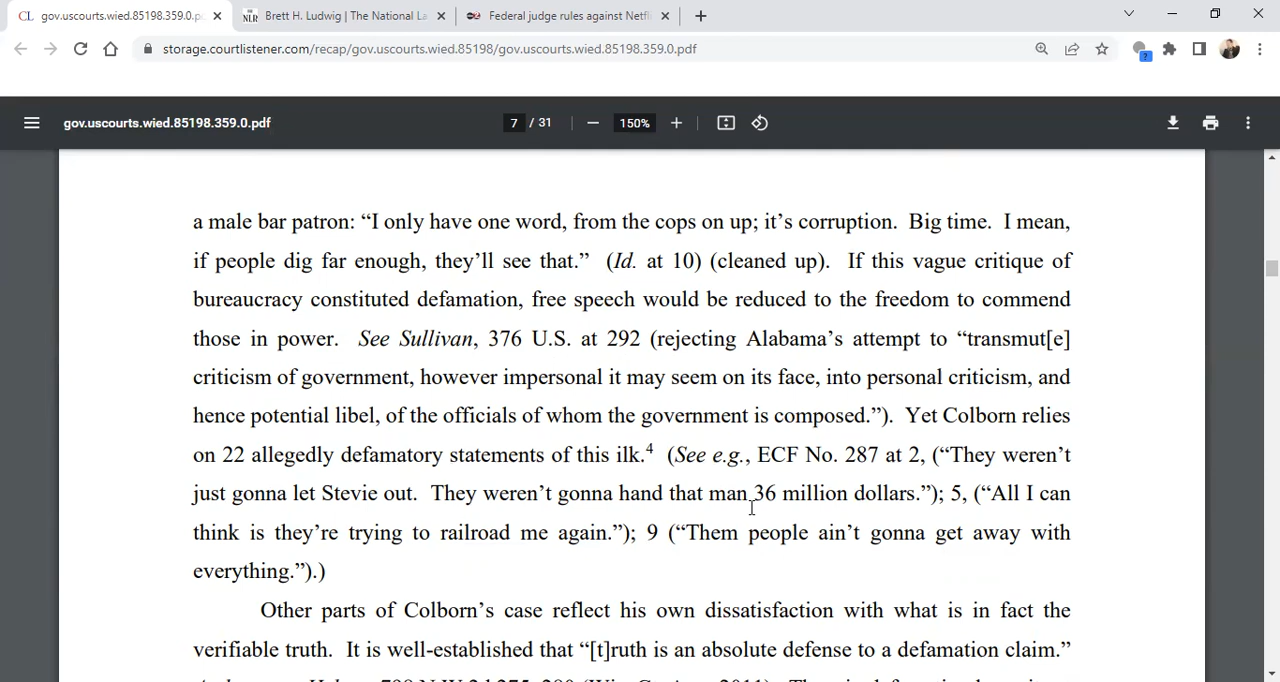 gov.uscourts.wied.85198.359.0.p
Brett H. Ludwig | The National La
Federal judge rules against Netfl
storage.courtlistener.com/recap/gov.uscourts.wied.85198/gov.uscourts.wied.85198.359.0.pdf
gov.uscourts.wied.85198.359.0.pdf
7 / 31
150%
a male bar patron: “I only have one word, from the cops on up; it’s corruption. Big time. I mean,
if people dig far enough, they’ll see that.” (Id. at 10) (cleaned up). If this vague critique of
bureaucracy constituted defamation, free speech would be reduced to the freedom to commend
those in power. See Sullivan, 376 U.S. at 292 (rejecting Alabama’s attempt to “transmut[e]
criticism of government, however impersonal it may seem on its face, into personal criticism, and
hence potential libel, of the officials of whom the government is composed.”). Yet Colborn relies
on 22 allegedly defamatory statements of this ilk.4 (See e.g., ECF No. 287 at 2, (“They weren’t
just gonna let Stevie out. They weren’t gonna hand that man 36 million dollars.”); 5, (“All I can
think is they’re trying to railroad me again.”); 9 (“Them people ain’t gonna get away with
everything.”).)
Other parts of Colborn’s case reflect his own dissatisfaction with what is in fact the
verifiable truth. It is well-established that “[t]ruth is an absolute defense to a defamation claim.”